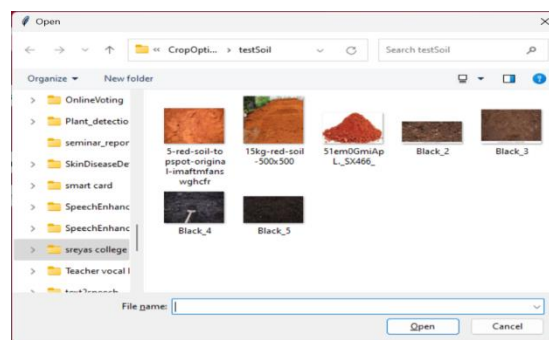 Open
« CropOpti... › testSoil
Search testSoil
Organize
New folder
OnlineVoting
Plant_detectio
seminar_repor
SkinDiseaseDe
smart card
SpeechEnhanc
SpeechEnhanc
sreyas college
Teacher vocal
text2speech
5-red-soil-to
pspot-origina
l-imaftmfans
wghcfr
15kg-red-soil
-500x500
51em0GmiAp
L._SX466_
Black_2
Black_3
Black_4
Black_5
File name:
Open
Cancel